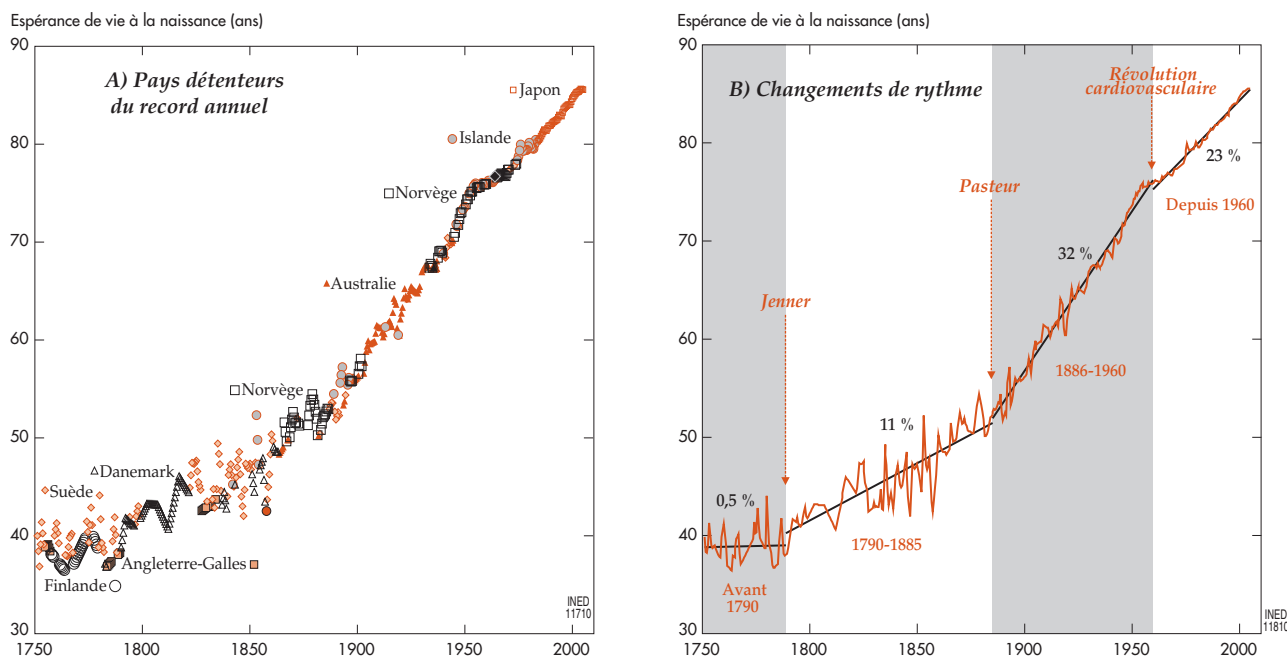 Espérance de vie à la naissance (ans)
90
80
70
60
50
40
30
1750
1800
1850
1900
1950
2000
A) Pays détenteurs
du record annuel
Japon
Islande
Norvège
Australie
Norvège
Danemark
Suède
Angleterre-Galles
Finlande
INED
11710
Espérance de vie à la naissance (ans)
90
80
70
60
50
40
30
1750
1800
1850
1900
1950
2000
B) Changements de rythme
Révolution
cardiovasculaire
23 %
Pasteur
Depuis 1960
32 %
Jenner
1886-1960
11 %
0,5 %
1790-1885
Avant
1790
INED
11810